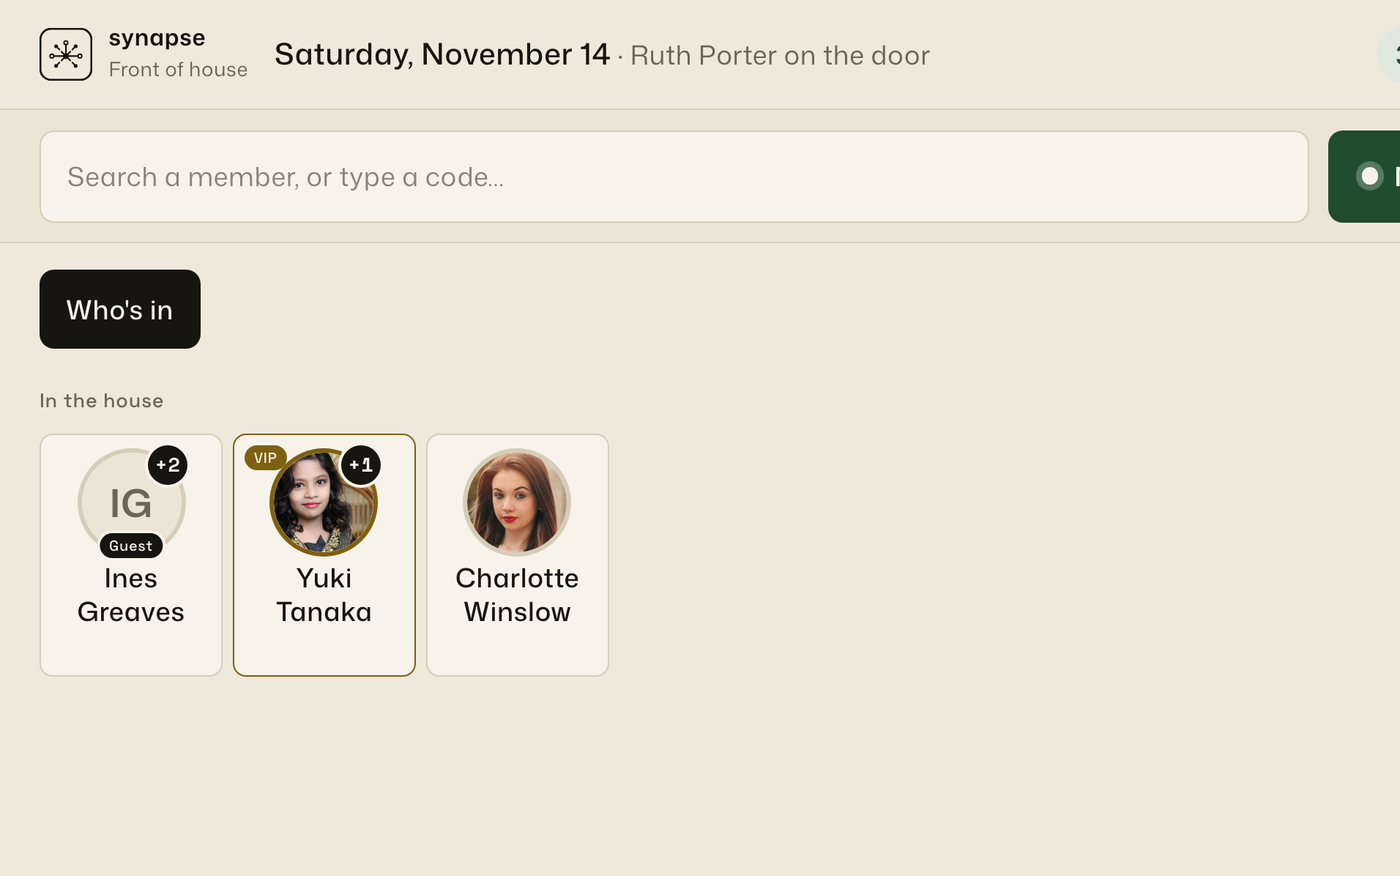 synapse
Front of house
Saturday, November 14 · Ruth Porter on the door
Search a member, or type a code...
Who's in
In the house
+2
IG
Guest
Ines
Greaves
VIP
+1
Yuki
Tanaka
Charlotte
Winslow